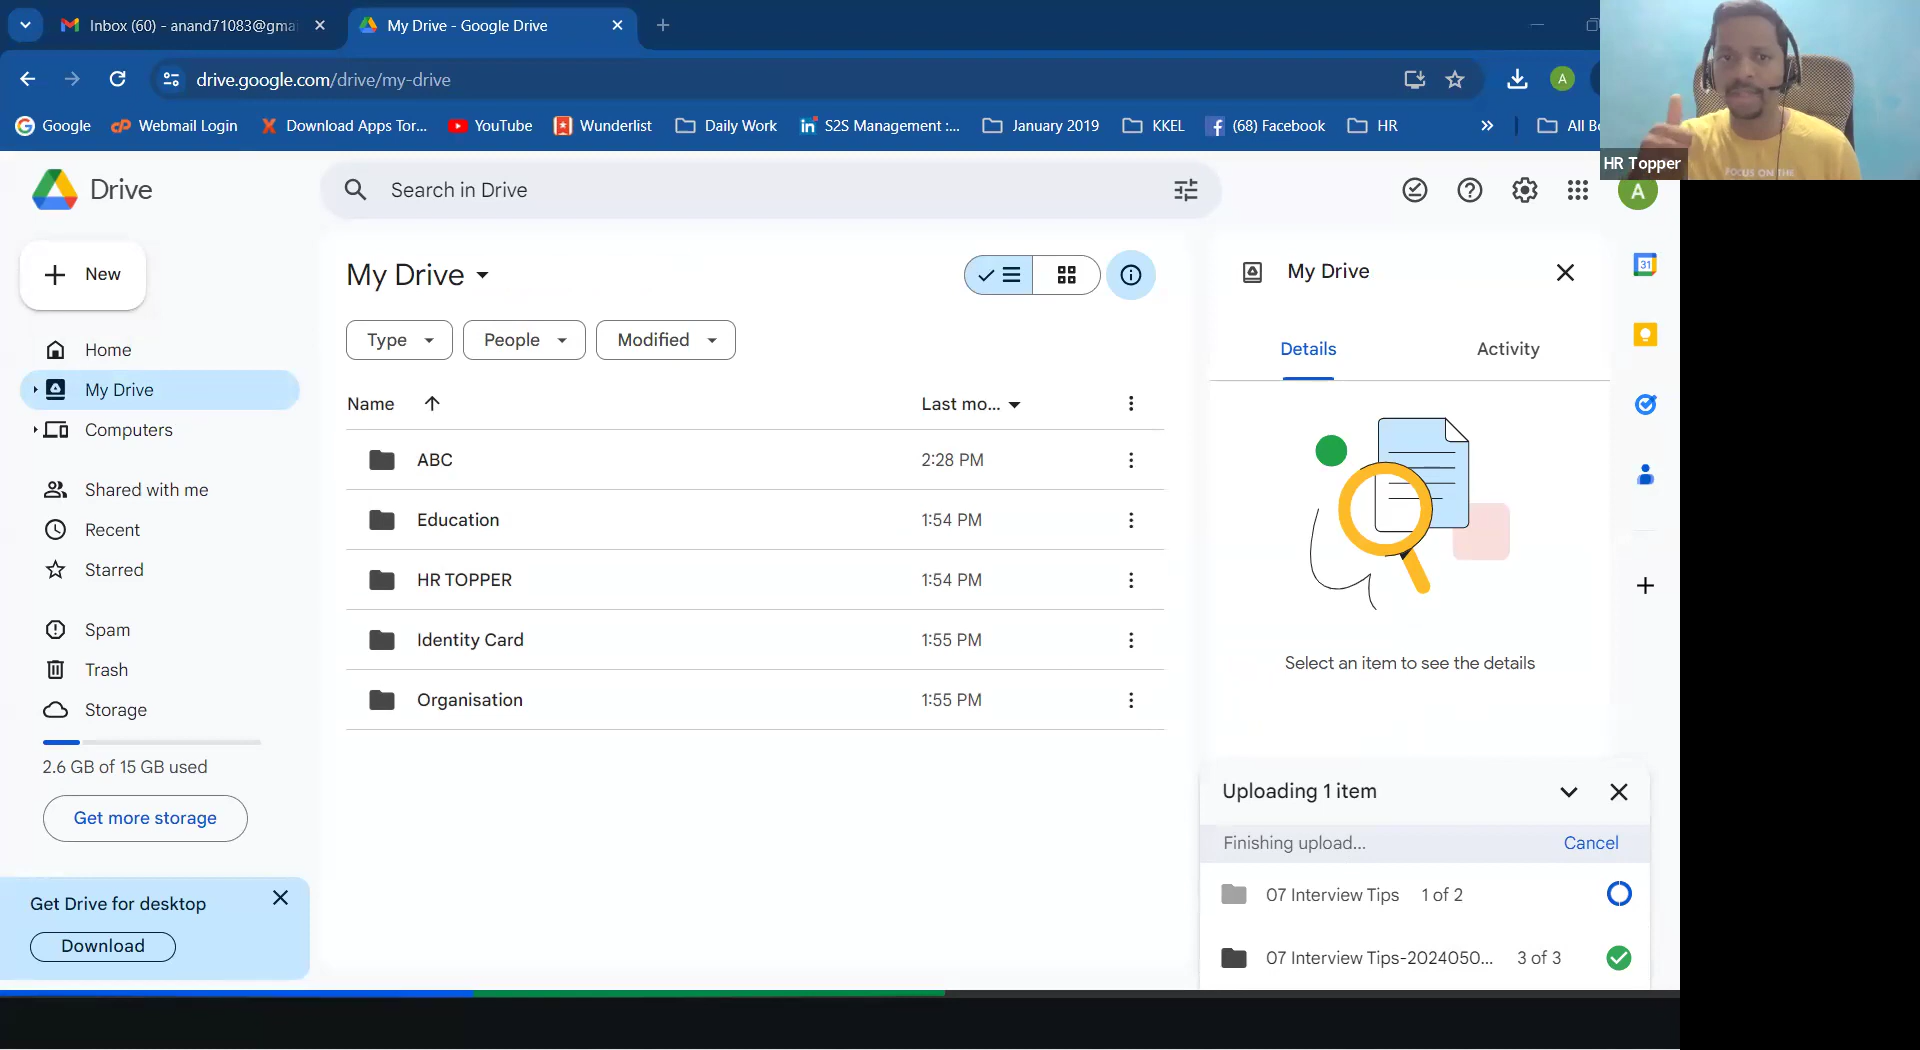 Inbox (60) - anand71083@gma
My Drive - Google Drive
drive.google.com/drive/my-drive
A
Google
Webmail Login
Download Apps Tor...
YouTube
Wunderlist
Daily Work
S2S Management :...
January 2019
KKEL
(68) Facebook
HR
»
All Bo
HR Topper
FOCUS ON THE
Drive
Search in Drive
A
New
My Drive
My Drive
31
Type
People
Modified
Details
Activity
Home
My Drive
Computers
Shared with me
Recent
Starred
Spam
Trash
Storage
2.6 GB of 15 GB used
Get more storage
Get Drive for desktop
Download
Name
Last mo...
ABC
2:28 PM
Education
1:54 PM
HR TOPPER
1:54 PM
Identity Card
1:55 PM
Organisation
1:55 PM
Select an item to see the details
Uploading 1 item
Finishing upload...
Cancel
07 Interview Tips 1 of 2
07 Interview Tips-2024050... 3 of 3